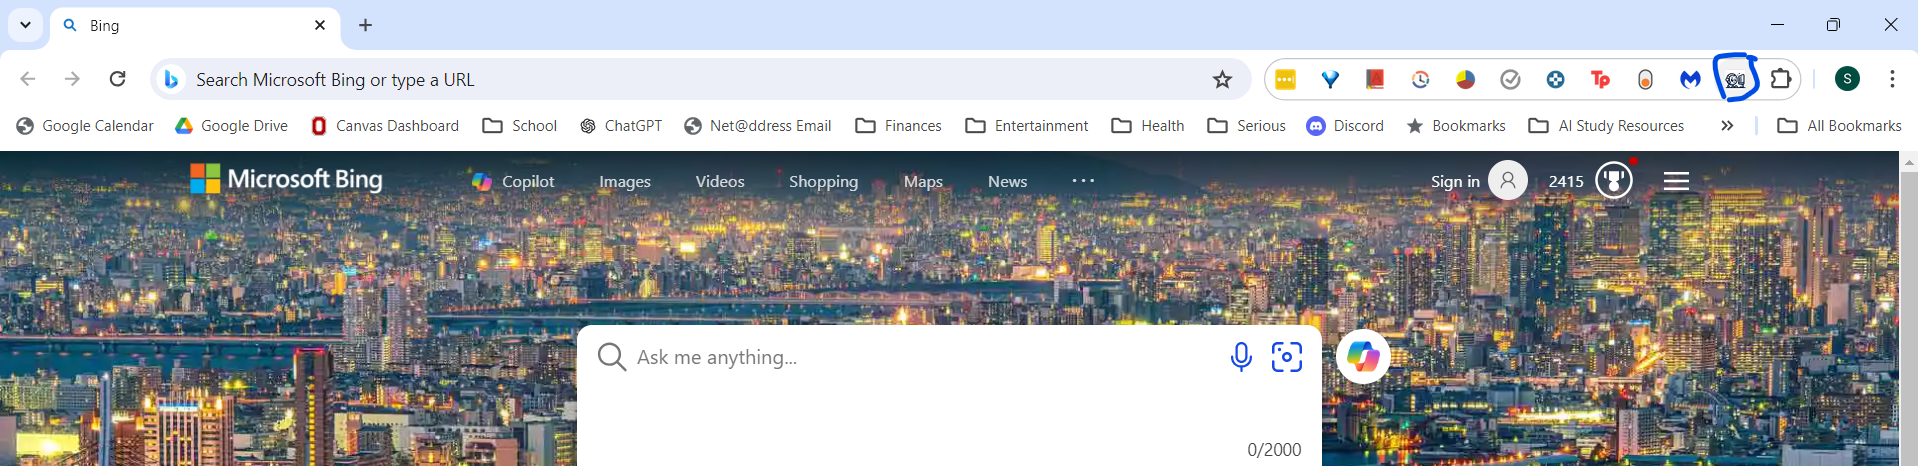 Bing
Search Microsoft Bing or type a URL
Tp
S
Google Calendar Google Drive Canvas Dashboard School ChatGPT Net@ddress Email Finances Entertainment Health Serious Discord Bookmarks AI Study Resources » All Bookmarks
Microsoft Bing Copilot Images Videos Shopping Maps News ... Sign in 2415
Ask me anything...
0/2000